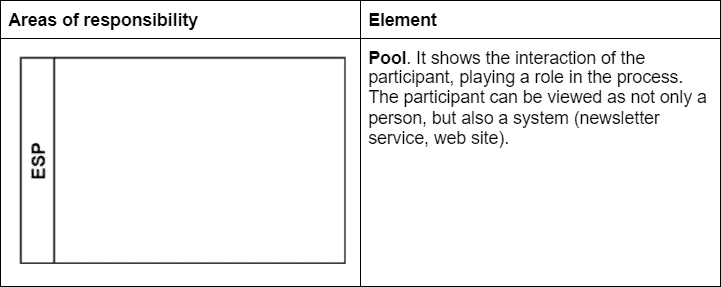 Areas of responsibility
Element
ESP
Pool. It shows the interaction of the
participant, playing a role in the process.
The participant can be viewed as not only a
person, but also a system (newsletter
service, web site).